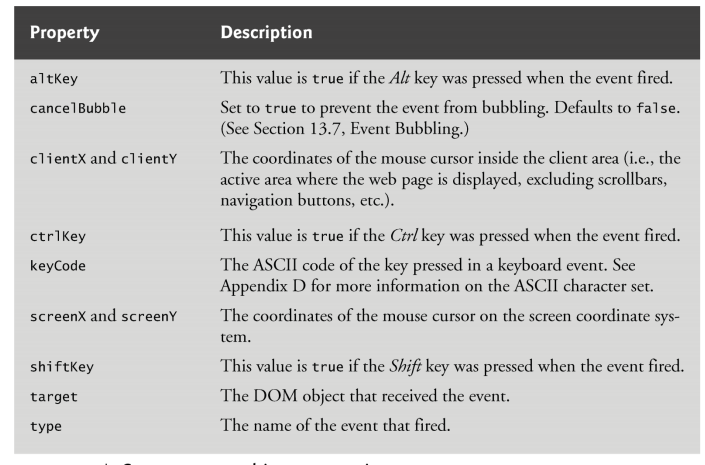 Property Description
altKey This value is true if the Alt key was pressed when the event fired.
cancelBubble Set to true to prevent the event from bubbling. Defaults to false.
(See Section 13.7, Event Bubbling.)
clientX and clientY The coordinates of the mouse cursor inside the client area (i.e., the
active area where the web page is displayed, excluding scrollbars,
navigation buttons, etc.).
ctrlKey This value is true if the Ctrl key was pressed when the event fired.
keyCode The ASCII code of the key pressed in a keyboard event. See
Appendix D for more information on the ASCII character set.
screenX and screenY The coordinates of the mouse cursor on the screen coordinate sys-
tem.
shiftKey This value is true if the Shift key was pressed when the event fired.
target The DOM object that received the event.
type The name of the event that fired.